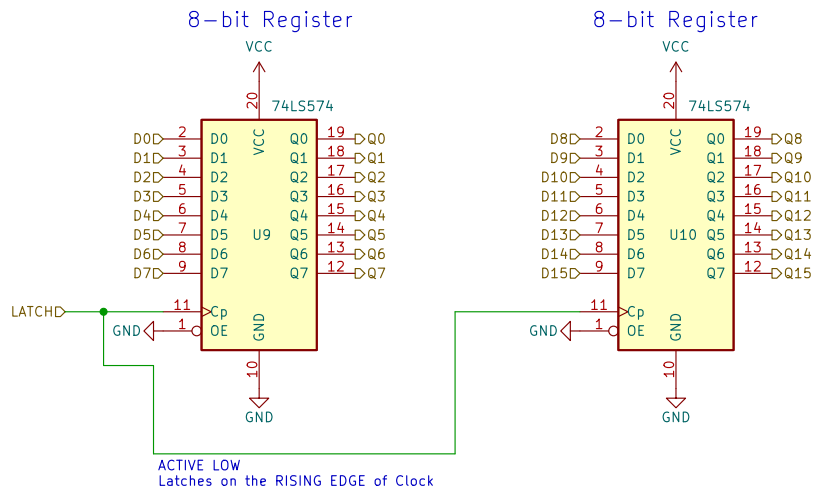 8-bit Register 8-bit Register
VCC VCC
20 74LS574 20 74LS574
D0 2 D0 VCC Q0 19 Q0 D8 2 D0 VCC Q0 19 Q8
D1 3 D1 Q1 18 Q1 D9 3 D1 Q1 18 Q9
D2 4 D2 Q2 17 Q2 D10 4 D2 Q2 17 Q10
D3 5 D3 Q3 16 Q3 D11 5 D3 Q3 16 Q11
D4 6 D4 Q4 15 Q4 D12 6 D4 Q4 15 Q12
D5 7 D5 U9 Q5 14 Q5 D13 7 D5 U10 Q5 14 Q13
D6 8 D6 Q6 13 Q6 D14 8 D6 Q6 13 Q14
D7 9 D7 Q7 12 Q7 D15 9 D7 Q7 12 Q15
LATCH 11 Cp 11 Cp
GND 1 OE GND GND 1 OE GND
10 10
GND GND
ACTIVE LOW
Latches on the RISING EDGE of Clock